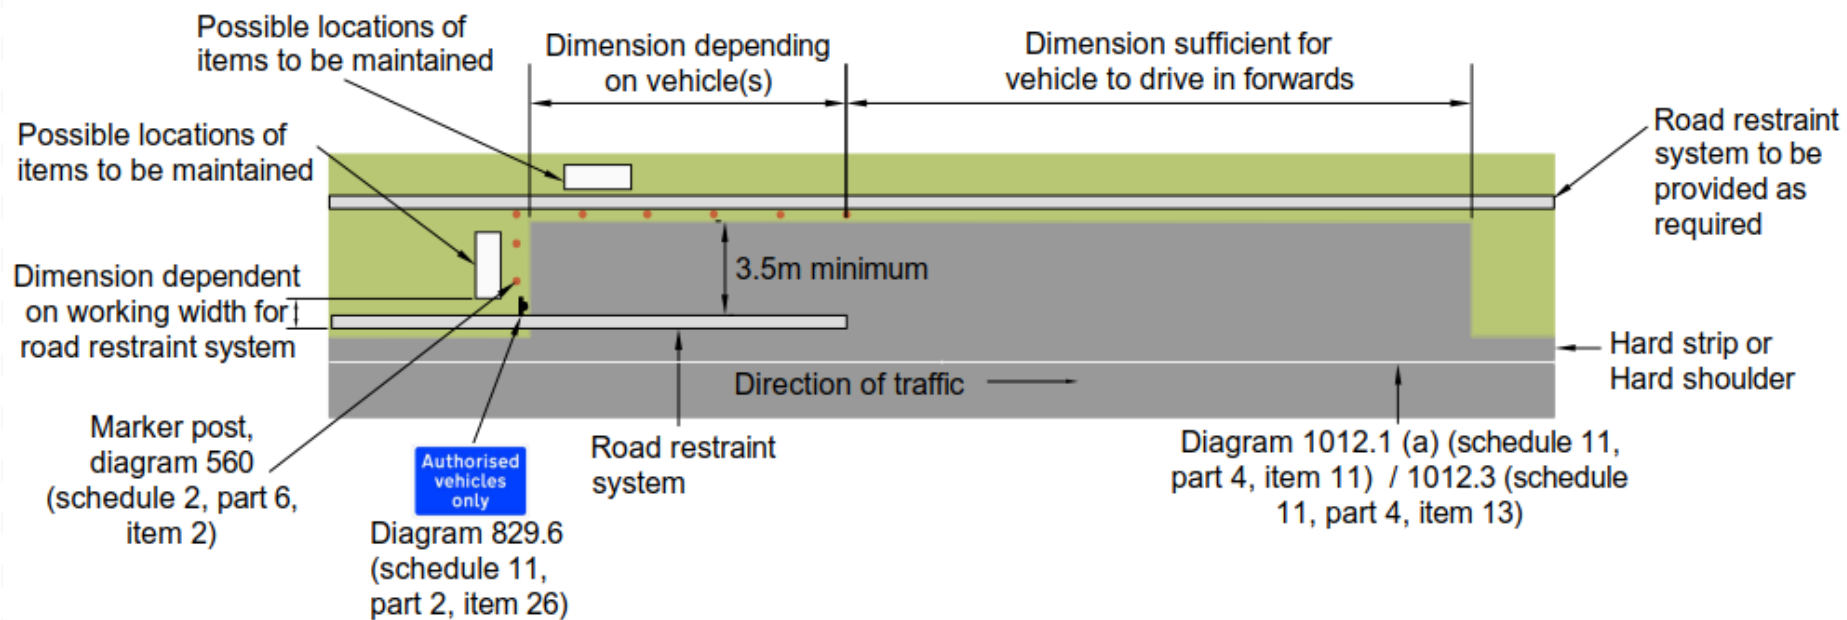 Possible locations of
items to be maintained
Dimension depending
on vehicle(s)
Dimension sufficient for
vehicle to drive in forwards
Possible locations of
items to be maintained
Road restraint
system to be
provided as
required
3.5m minimum
Dimension dependent
on working width for
road restraint system
Hard strip or
Hard shoulder
Direction of traffic
Marker post,
diagram 560
(schedule 2, part 6,
item 2)
Authorised
vehicles
only
Diagram 829.6
(schedule 11,
part 2, item 26)
Road restraint
system
Diagram 1012.1 (a) (schedule 11,
part 4, item 11) / 1012.3 (schedule
11, part 4, item 13)